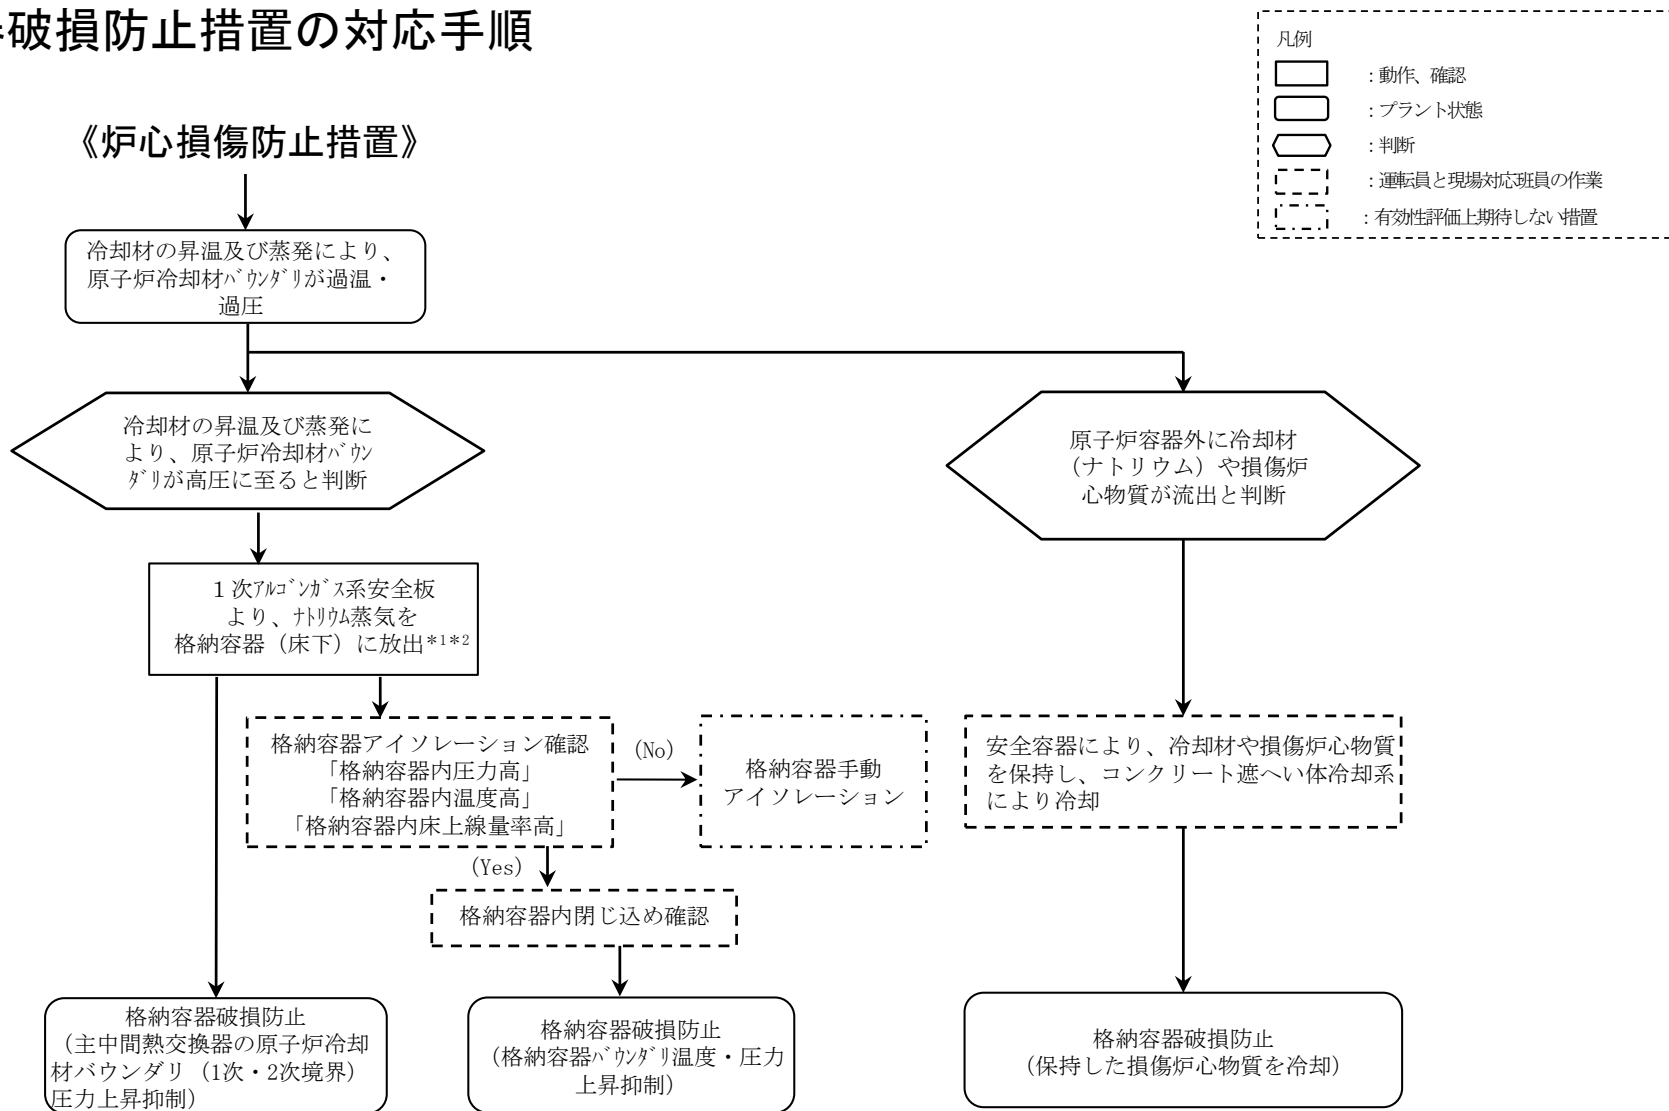 破損防止措置の対応手順
凡例
：動作、確認
：プラント状態
：判断
：運転員と現場対応班員の作業
：有効性評価上期待しない措置
《炉心損傷防止措置》
冷却材の昇温及び蒸発により、
原子炉冷却材ﾊﾞｳﾝﾀﾞﾘが過温・
過圧
冷却材の昇温及び蒸発に
より、原子炉冷却材ﾊﾞｳﾝ
ﾀﾞﾘが高圧に至ると判断
原子炉容器外に冷却材
（ナトリウム）や損傷炉
心物質が流出と判断
１次ｱﾙｺﾞﾝｶﾞｽ系安全板
より、ﾅﾄﾘｳﾑ蒸気を
格納容器（床下）に放出*1*2
格納容器アイソレーション確認
「格納容器内圧力高」
「格納容器内温度高」
「格納容器内床上線量率高」
(No)
格納容器手動
アイソレーション
安全容器により、冷却材や損傷炉心物質
を保持し、コンクリート遮へい体冷却系
により冷却
(Yes)
格納容器内閉じ込め確認
格納容器破損防止
（主中間熱交換器の原子炉冷却
材バウンダリ（1次・2次境界）
圧力上昇抑制）
格納容器破損防止
（格納容器ﾊﾞｳﾝﾀﾞﾘ温度・圧力
上昇抑制）
格納容器破損防止
（保持した損傷炉心物質を冷却）